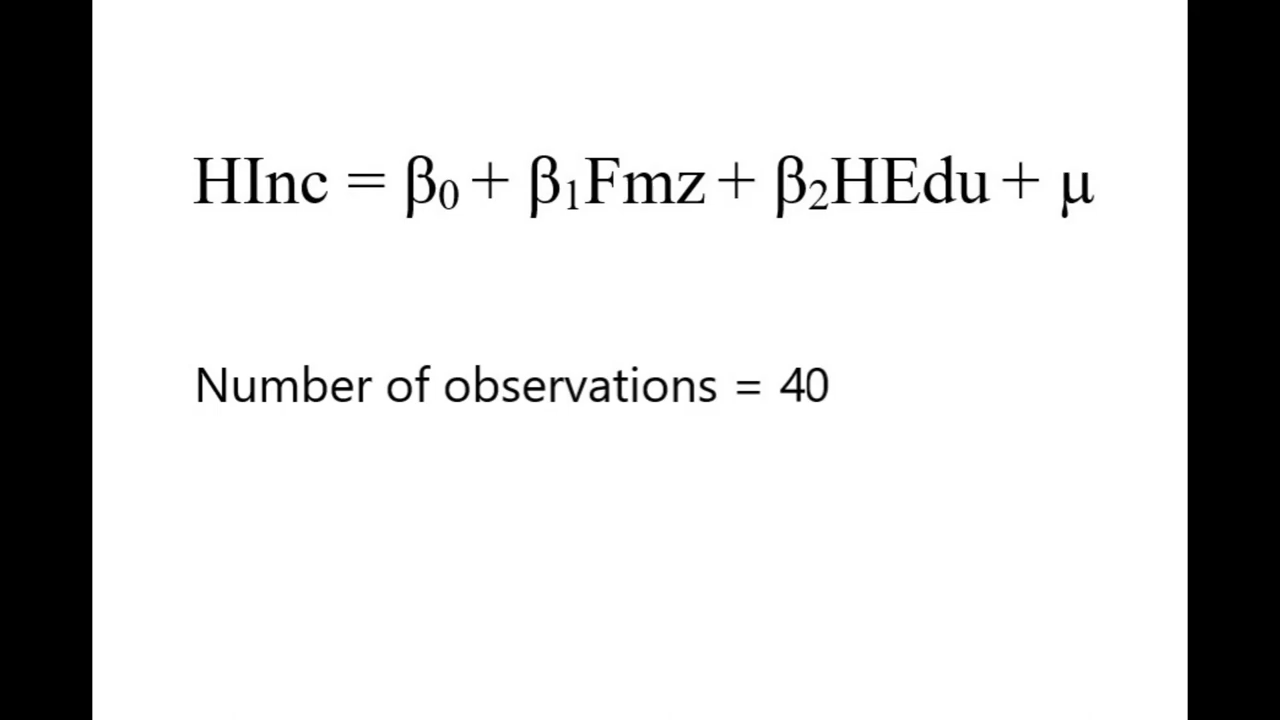 HInc = β₀ + β₁Fmz + β₂HEdu + μ
Number of observations = 40